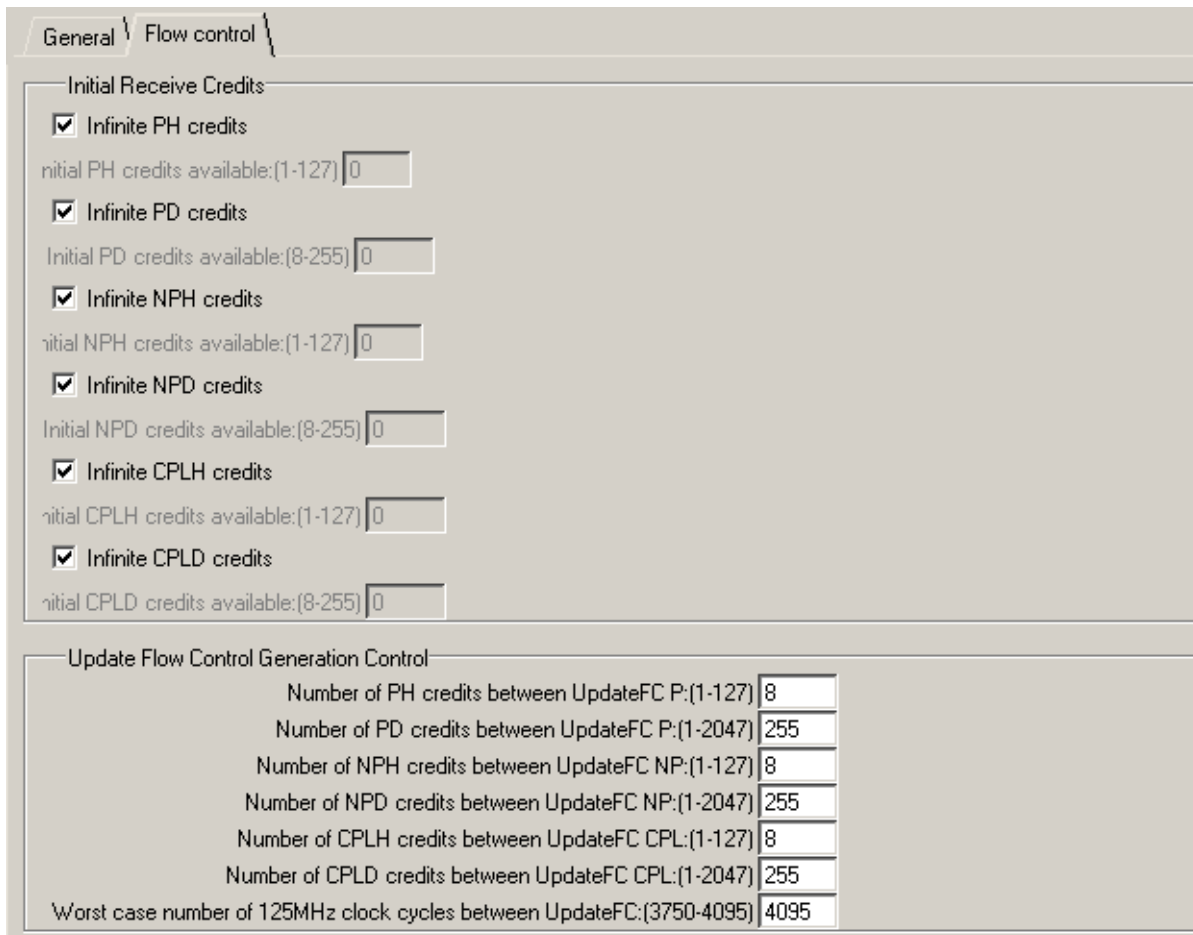 General Flow control
Initial Receive Credits
Infinite PH credits
nitial PH credits available:(1-127) 0
Infinite PD credits
Initial PD credits available:(8-255) 0
Infinite NPH credits
nitial NPH credits available:(1-127) 0
Infinite NPD credits
Initial NPD credits available:(8-255) 0
Infinite CPLH credits
nitial CPLH credits available:(1-127) 0
Infinite CPLD credits
nitial CPLD credits available:(8-255) 0
Update Flow Control Generation Control
Number of PH credits between UpdateFC P:(1-127) 8
Number of PD credits between UpdateFC P:(1-2047) 255
Number of NPH credits between UpdateFC NP:(1-127) 8
Number of NPD credits between UpdateFC NP:(1-2047) 255
Number of CPLH credits between UpdateFC CPL:(1-127) 8
Number of CPLD credits between UpdateFC CPL:(1-2047) 255
Worst case number of 125MHz clock cycles between UpdateFC:(3750-4095) 4095